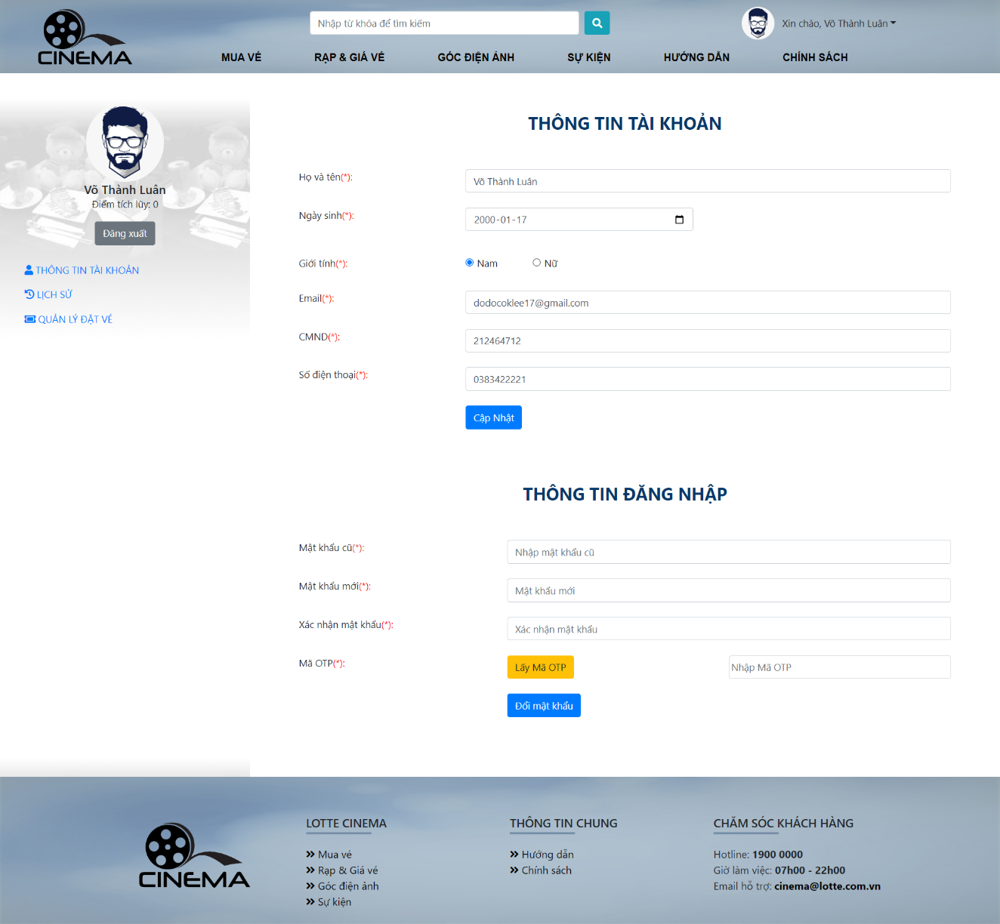 CINEMA
Nhập từ khóa để tìm kiếm
Xin chào, Võ Thành Luân
MUA VÉ RẠP & GIÁ VÉ GÓC ĐIỆN ẢNH SỰ KIỆN HƯỚNG DẪN CHÍNH SÁCH
Võ Thành Luân
Điểm tích lũy: 0
Đăng xuất
THÔNG TIN TÀI KHOẢN
LỊCH SỬ
QUẢN LÝ ĐẶT VÉ
THÔNG TIN TÀI KHOẢN
Họ và tên(*): Võ Thành Luân
Ngày sinh(*): 2000-01-17
Giới tính(*): Nam Nữ
Email(*): dodocoklee17@gmail.com
CMND(*): 212464712
Số điện thoại(*): 0383422221
Cập Nhật
THÔNG TIN ĐĂNG NHẬP
Mật khẩu cũ(*): Nhập mật khẩu cũ
Mật khẩu mới(*): Mật khẩu mới
Xác nhận mật khẩu(*): Xác nhận mật khẩu
Mã OTP(*): Lấy Mã OTP Nhập Mã OTP
Đổi mật khẩu
CINEMA
LOTTE CINEMA
Mua vé
Rạp & Giá vé
Góc điện ảnh
Sự kiện
THÔNG TIN CHUNG
Hướng dẫn
Chính sách
CHĂM SÓC KHÁCH HÀNG
Hotline: 1900 0000
Giờ làm việc: 07h00 - 22h00
Email hỗ trợ: cinema@lotte.com.vn